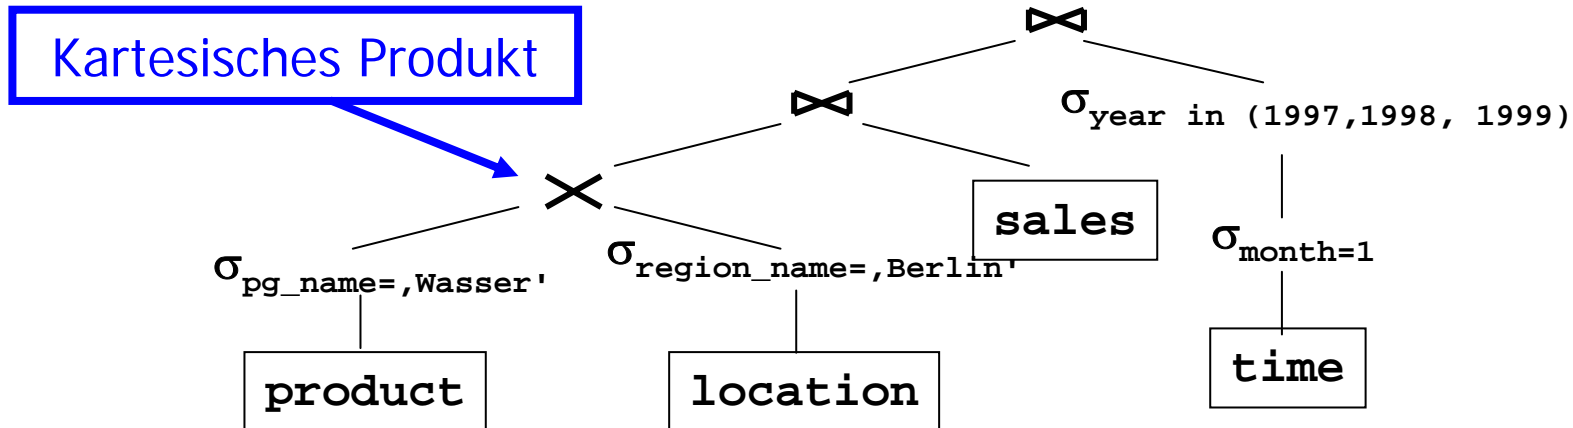 Kartesisches Produkt
⋈
⋈
σyear in (1997,1998, 1999)
×
sales
σmonth=1
σpg_name=‚Wasser'
σregion_name=‚Berlin'
time
product
location